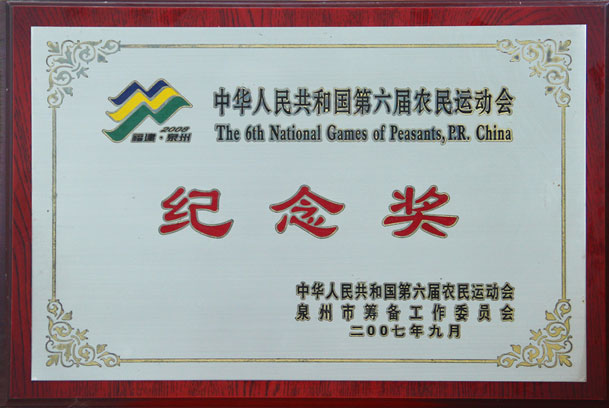 中华人民共和国第六届农民运动会
The 6th National Games of Peasants, P.R. China
2008
福建·泉州
纪念奖
中华人民共和国第六届农民运动会
泉州市筹备工作委员会
二〇〇七年九月